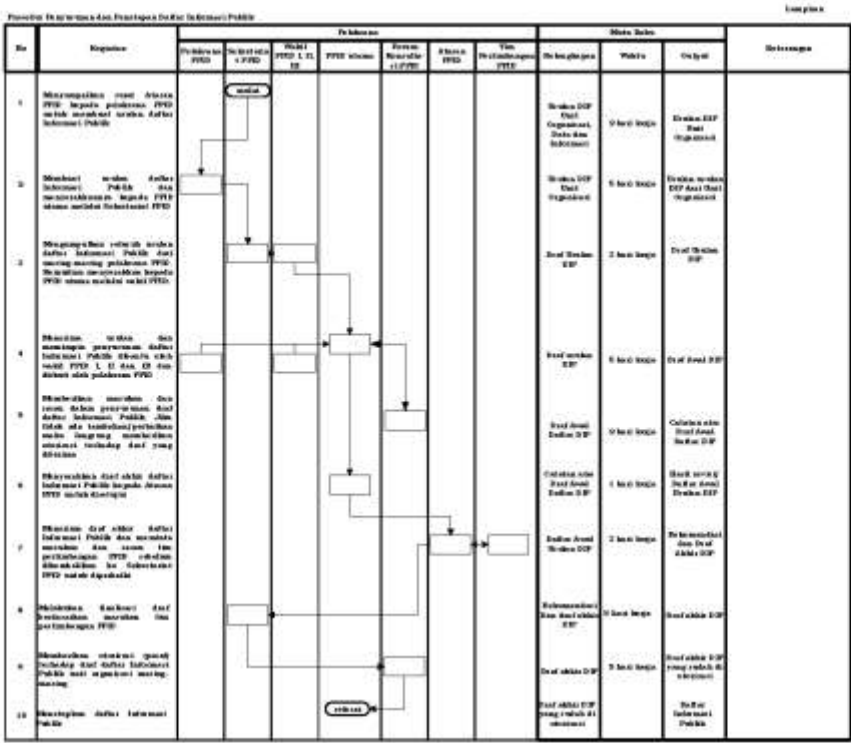 Lampiran
Prosedur Penyusunan dan Penetapan Daftar Informasi Publik
No
Kegiatan
Pelaksana
Mutu Baku
Keterangan
Pelaksana PPID
Sekretariat PPID
Wakil PPID I, II, III
PPID utama
Forum
PPID
Atasan PPID
Tim Pertimbangan PPID
Kelengkapan
Waktu
Output
1
Menyampaikan surat Atasan
PPID kepada pelaksana PPID
untuk membuat usulan daftar
Informasi Publik
mulai
Usulan DIP
Unit
Organisasi,
Data dan
Informasi
9 hari kerja
Usulan DIP
Unit
Organisasi
2
Membuat usulan daftar
Informasi Publik dan
menyerahkannya kepada PPID
utama melalui Sekretariat PPID
Usulan DIP
Unit
Organisasi
5 hari kerja
DIP dari Unit
Organisasi
3
Mengumpulkan seluruh usulan
daftar Informasi Publik dari
masing-masing pelaksana PPID.
Kemudian menyerahkan kepada
PPID utama melalui wakil PPID.
Draf Usulan
DIP
2 hari kerja
Draf Usulan
DIP
4
Menerima usulan dan
memimpin penyusunan daftar
Informasi Publik dibantu oleh
wakil PPID I, II dan III dan
diikuti oleh pelaksana PPID
Draf usulan
DIP
5 hari kerja
Draf Awal DIP
5
Memberikan masukan dan
saran dalam penyusunan draf
daftar Informasi Publik. Jika
tidak ada tambahan/perbaikan
maka langsung memberikan
otorisasi terhadap draf yang
diterima
Draf Awal
Daftar DIP
9 hari kerja
Catatan atas
Draf Awal
Daftar DIP
6
Menyerahkan draf akhir daftar
Informasi Publik kepada Atasan
PPID untuk disetujui
Catatan atas
Draf Awal
Daftar DIP
1 hari kerja
Hasil
Daftar Awal
Usulan DIP
7
Menerima draf akhir daftar
Informasi Publik dan meminta
masukan dan saran tim
pertimbangan PPID sebelum
dikembalikan ke Sekretariat
PPID untuk diperbaiki
Daftar Awal
Usulan DIP
2 hari kerja
Rekomendasi
dan Draf
Akhir DIP
8
Melakukan finalisasi draf
berdasarkan masukan tim
pertimbangan PPID
Rekomendasi
dan draf akhir
DIP
hari kerja
Draf akhir DIP
9
Memberikan otorisasi (paraf)
terhadap draf daftar Informasi
Publik unit organisasi masing-
masing
Draf akhir DIP
5 hari kerja
Draf akhir DIP
yang sudah di
otorisasi
10
Menetapkan daftar Informasi
Publik
selesai
Draf akhir DIP
yang sudah di
otorisasi
Daftar
Informasi
Publik